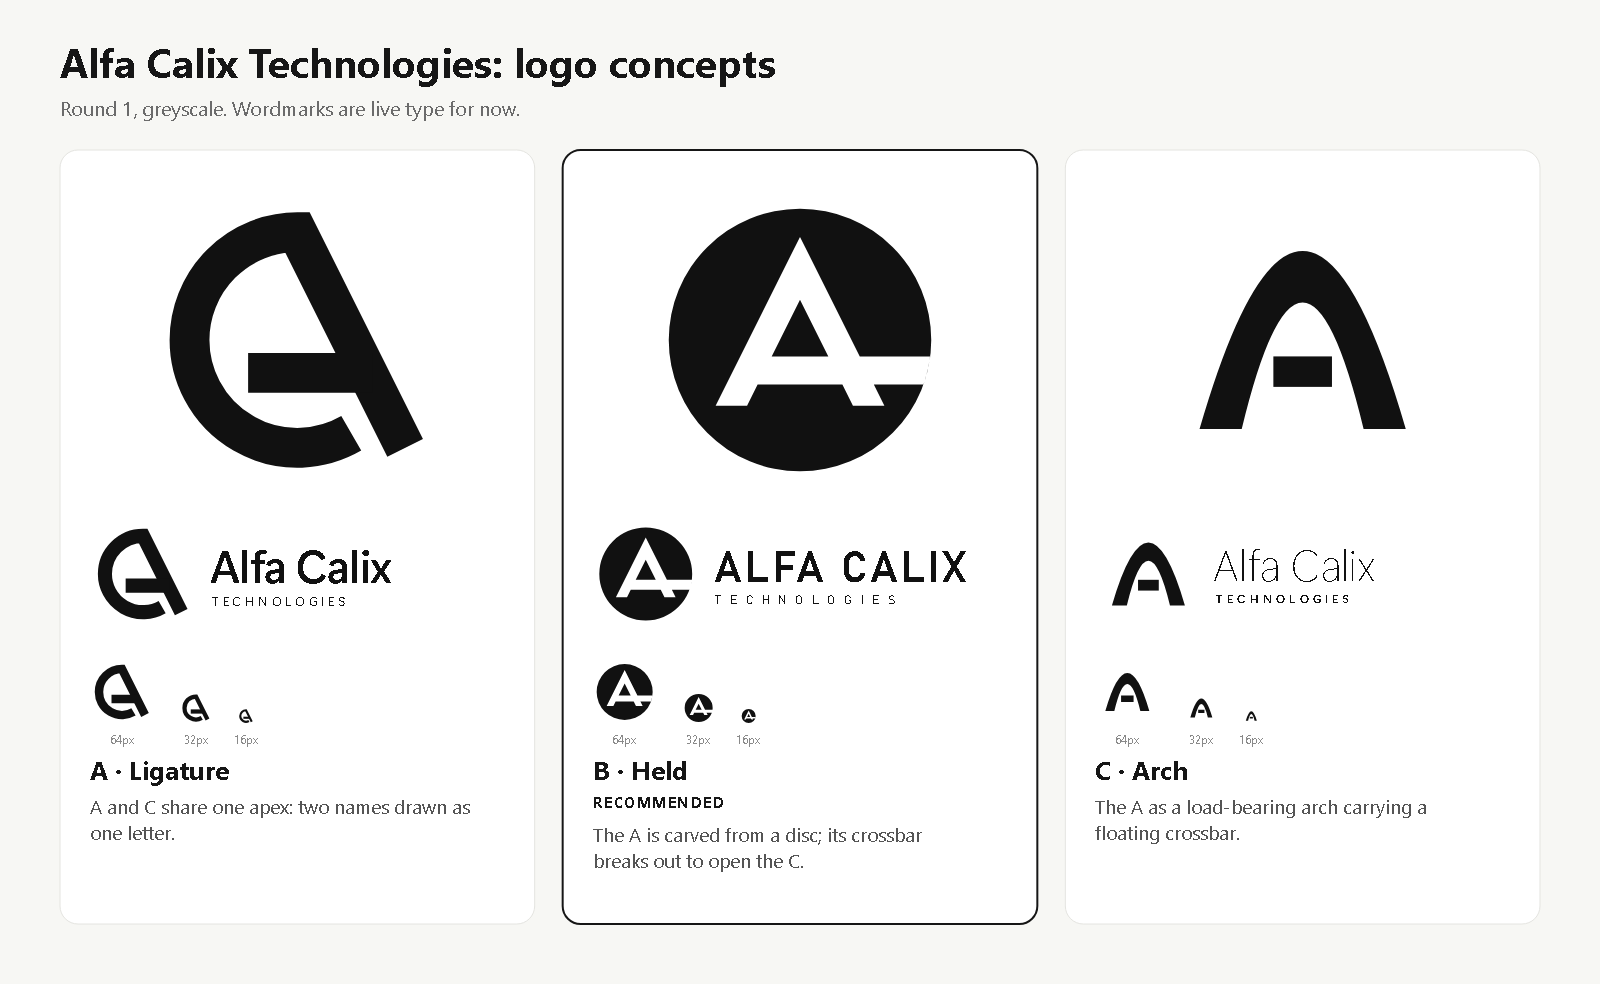 Alfa Calix Technologies: logo concepts
Round 1, greyscale. Wordmarks are live type for now.
Alfa Calix
TECHNOLOGIES
64px 32px 16px
A · Ligature
A and C share one apex: two names drawn as
one letter.
A
A ALFA CALIX
TECHNOLOGIES
A A A
64px 32px 16px
B · Held
RECOMMENDED
The A is carved from a disc; its crossbar
breaks out to open the C.
A
A Alfa Calix
TECHNOLOGIES
A A A
64px 32px 16px
C · Arch
The A as a load-bearing arch carrying a
floating crossbar.